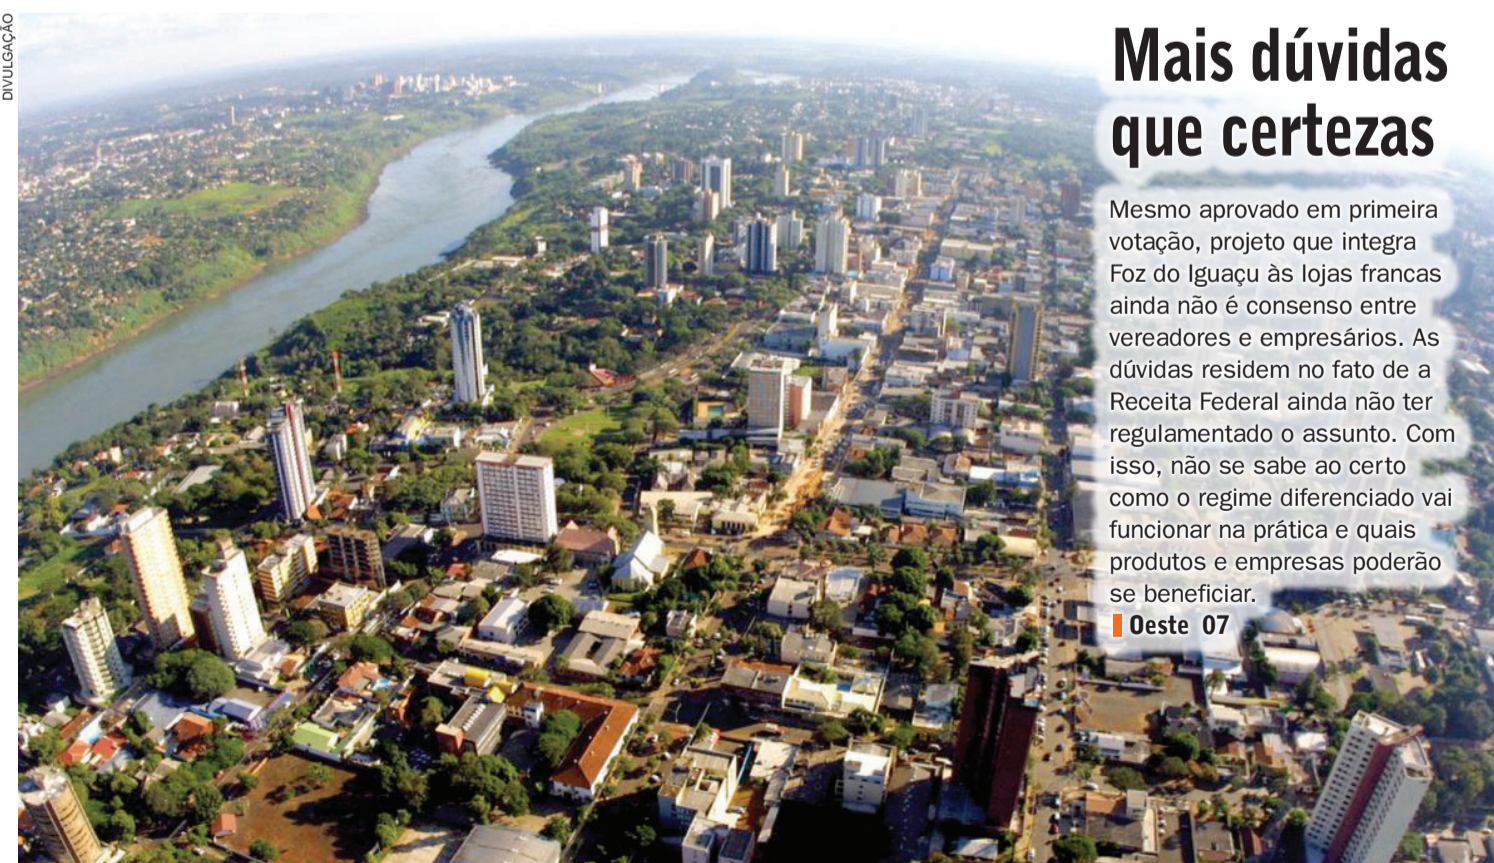 DIVULGAÇÃO
Mais dúvidas
que certezas
Mesmo aprovado em primeira
votação, projeto que integra
Foz do Iguaçu às lojas francas
ainda não é consenso entre
vereadores e empresários. As
dúvidas residem no fato de a
Receita Federal ainda não ter
regulamentado o assunto. Com
isso, não se sabe ao certo
como o regime diferenciado vai
funcionar na prática e quais
produtos e empresas poderão
se beneficiar.
Oeste 07